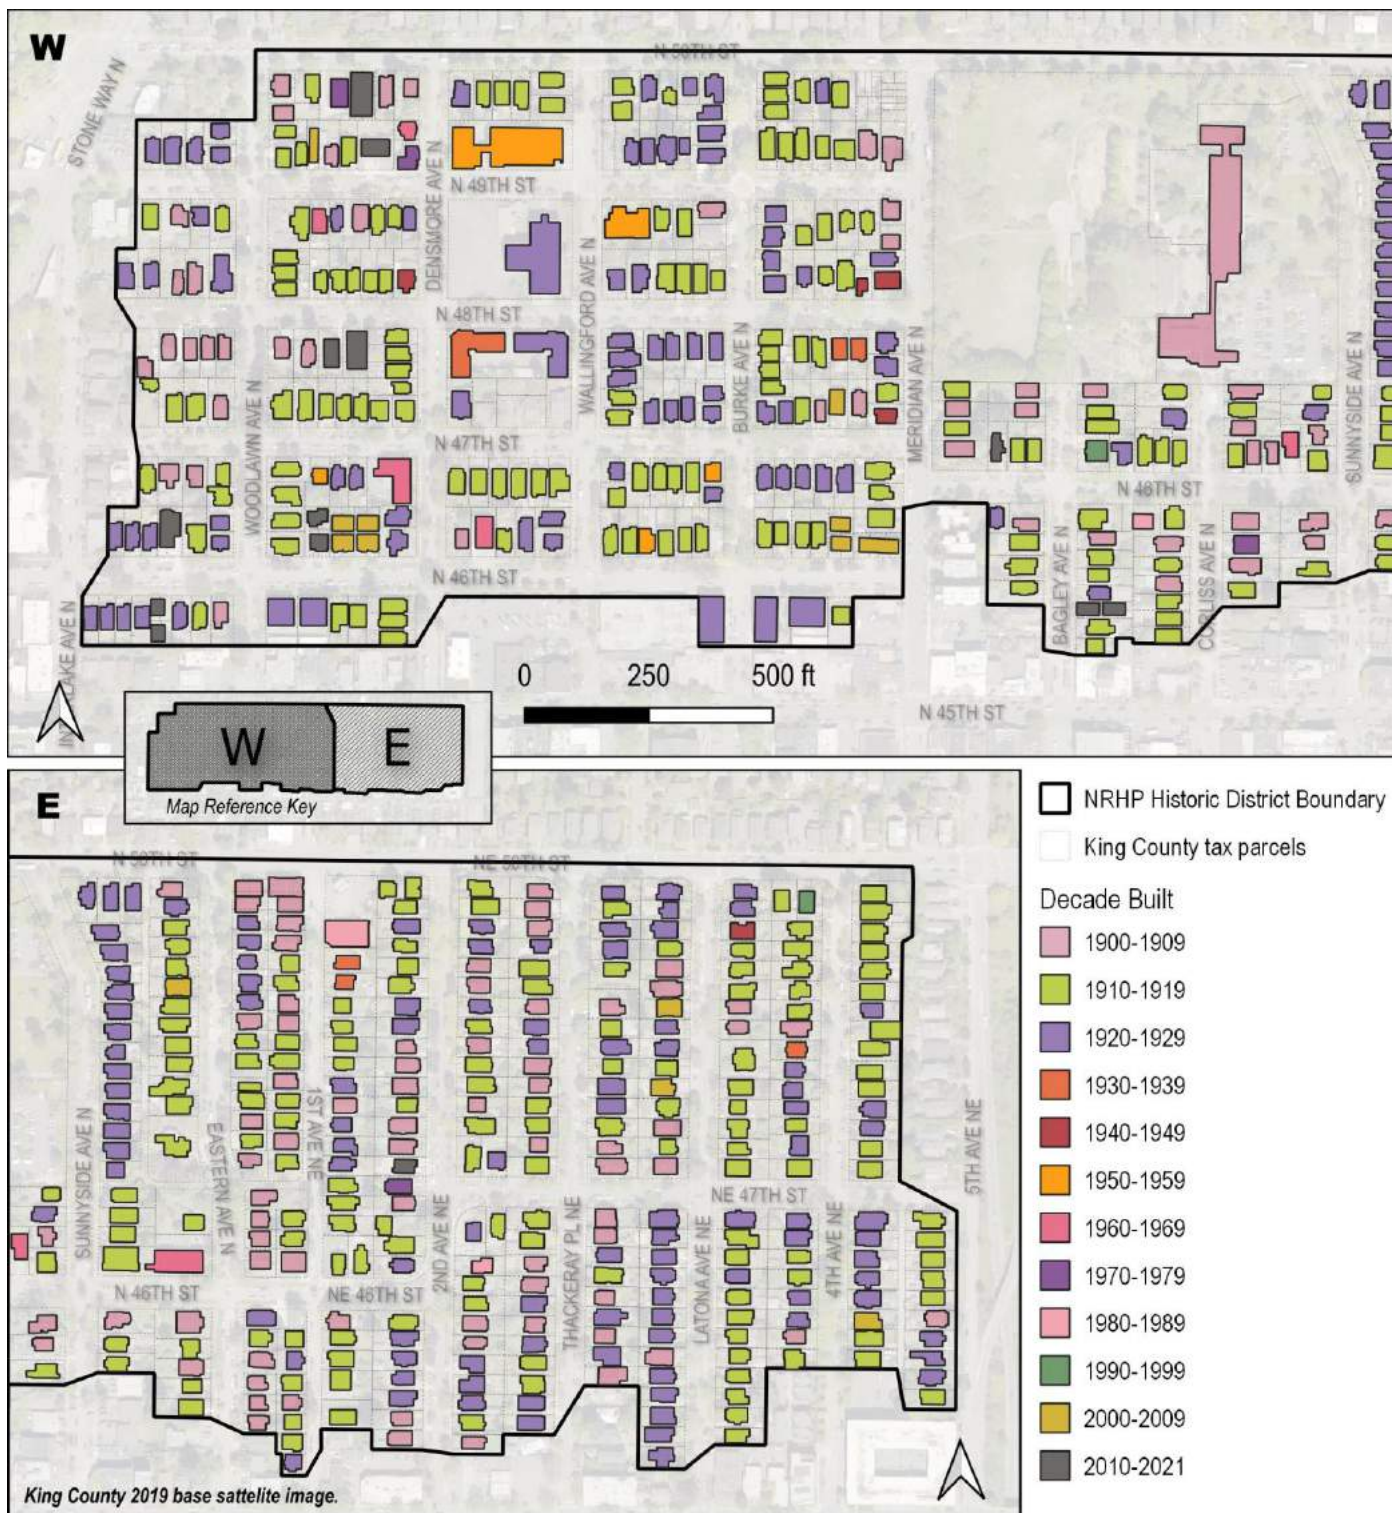 W
N 50TH ST
STONE WAY N
DENSMORE AVE N
N 49TH ST
WALLINGFORD AVE N
N 48TH ST
WOODLAWN AVE N
BURKE AVE N
MERIDIAN AVE N
SUNNYSIDE AVE N
N 47TH ST
N 46TH ST
N 46TH ST
BAGLEY AVE N
CORLISS AVE N
LAKE AVE N
0 250 500 ft
N 45TH ST
W E
Map Reference Key
E
N 50TH ST
NE 50TH ST
SUNNYSIDE AVE N
EASTERN AVE N
1ST AVE NE
2ND AVE NE
THACKERAY PL NE
LATONA AVE NE
NE 47TH ST
4TH AVE NE
5TH AVE NE
N 46TH ST
NE 46TH ST
King County 2019 base sattelite image.
NRHP Historic District Boundary
King County tax parcels
Decade Built
1900-1909
1910-1919
1920-1929
1930-1939
1940-1949
1950-1959
1960-1969
1970-1979
1980-1989
1990-1999
2000-2009
2010-2021